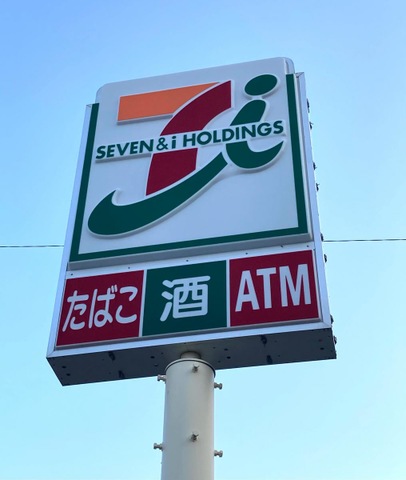 SEVEN & i HOLDINGS
たばこ 酒 ATM